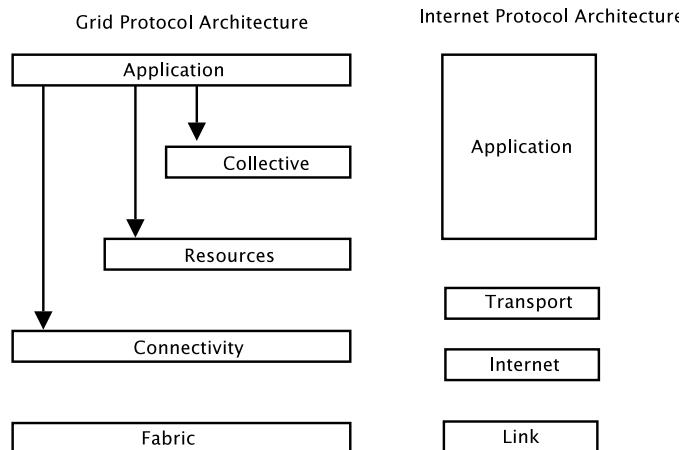 Grid Protocol Architecture
Application
Collective
Resources
Connectivity
Fabric
Internet Protocol Architecture
Application
Transport
Internet
Link